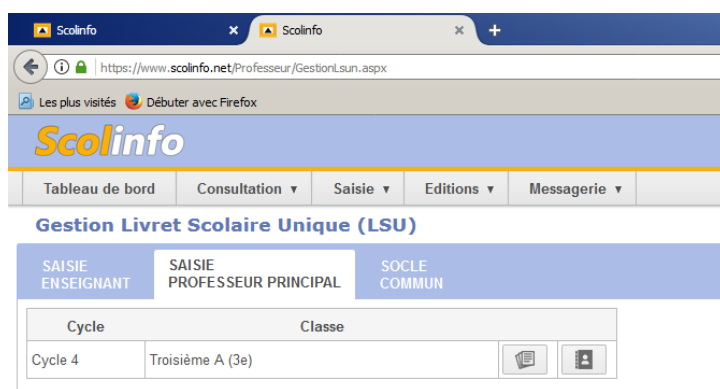 Scolinfo × Scolinfo × +
https://www.scolinfo.net/Professeur/GestionLsun.aspx
Les plus visités Débuter avec Firefox
Scolinfo
Tableau de bord Consultation ▼ Saisie ▼ Editions ▼ Messagerie ▼
Gestion Livret Scolaire Unique (LSU)
SAISIE SAISIE SOCLE
ENSEIGNANT PROFESSEUR PRINCIPAL COMMUN
Cycle Classe
Cycle 4 Troisième A (3e)